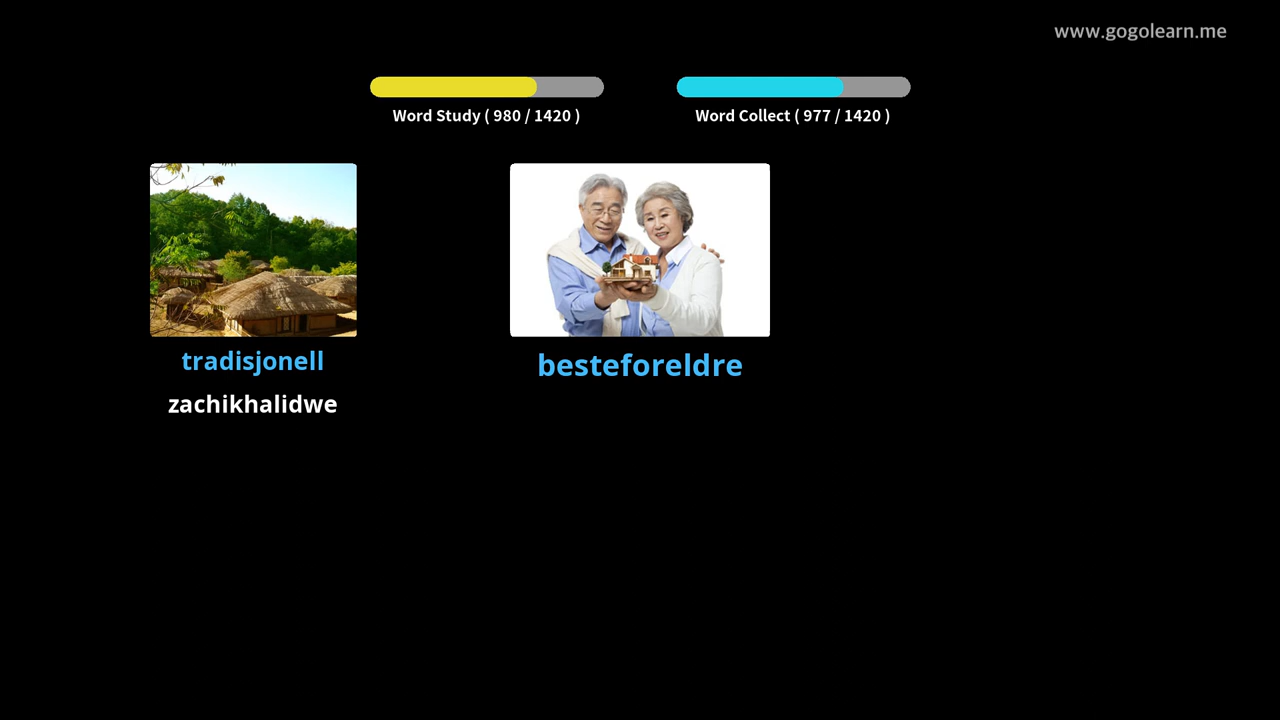 www.gogolearn.me
Word Study ( 980 / 1420 )
Word Collect ( 977 / 1420 )
tradisjonell
zachikhalidwe
besteforeldre